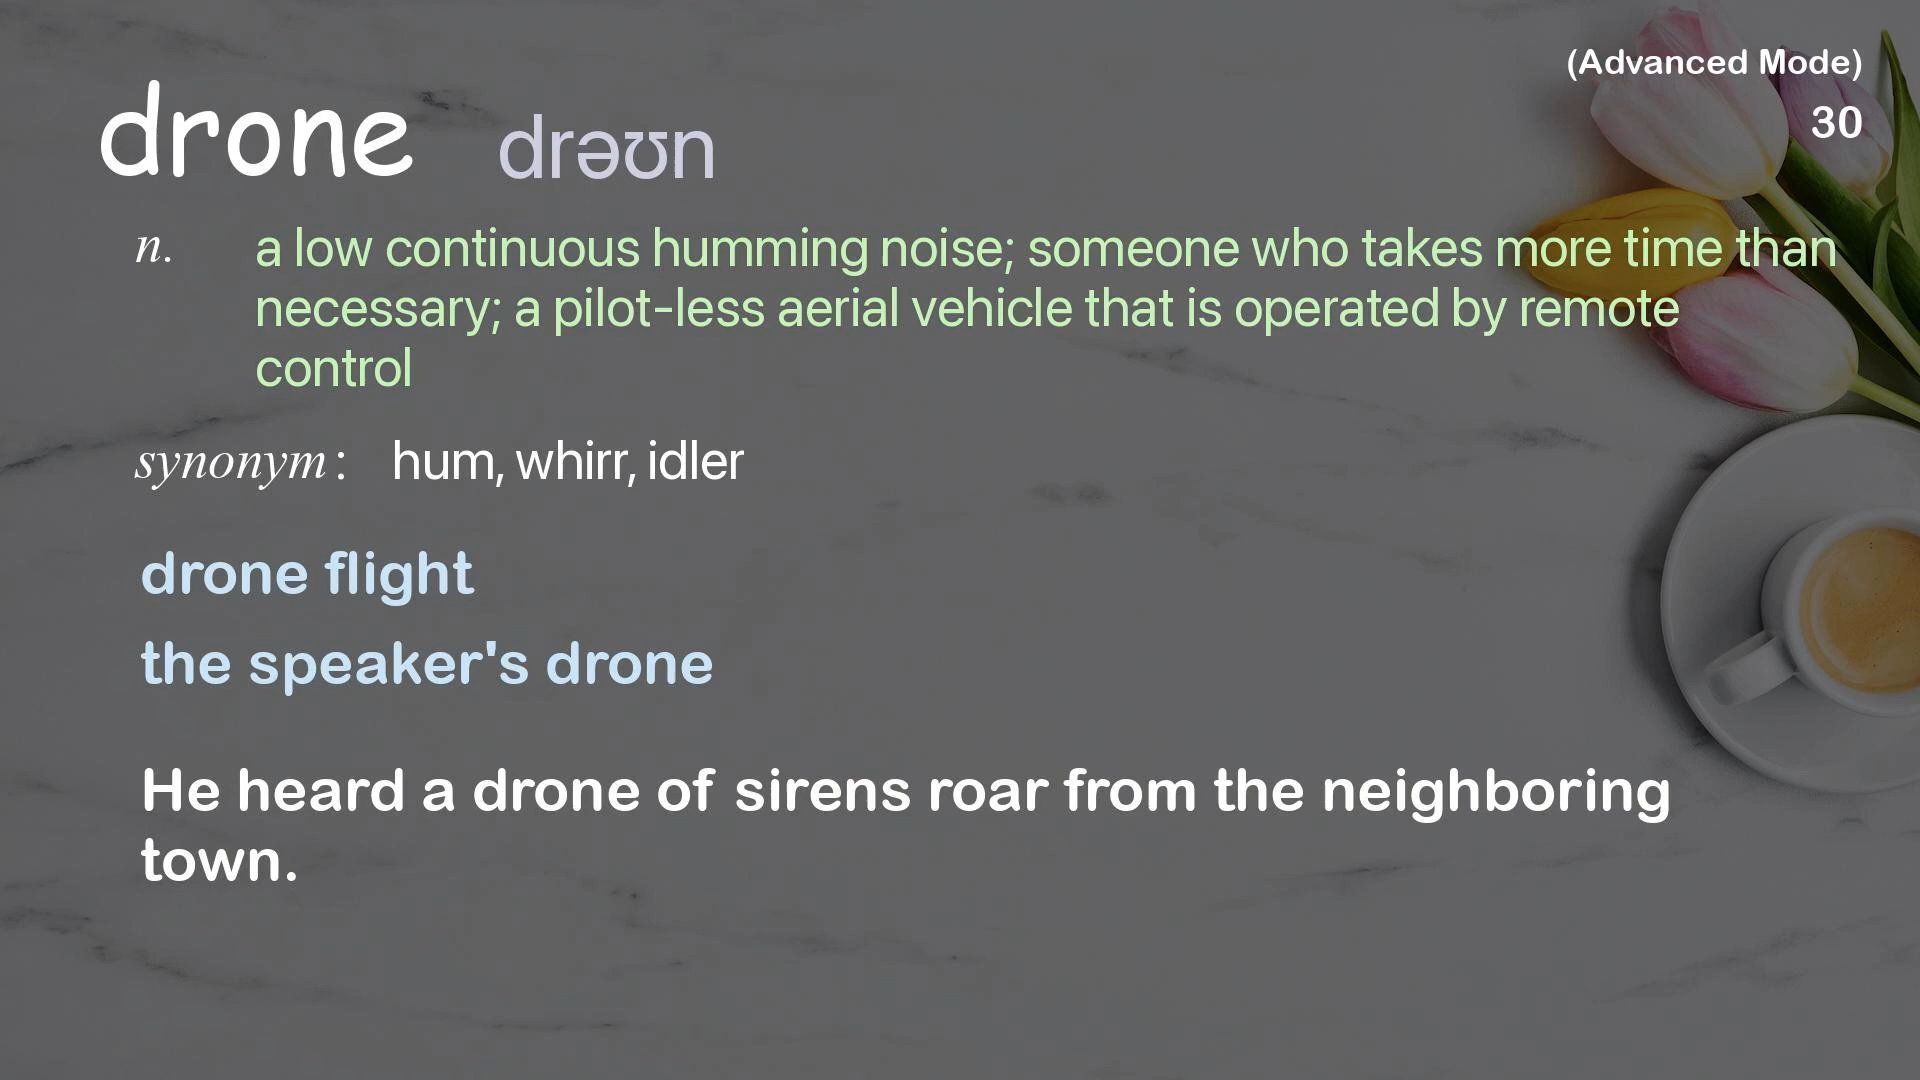 (Advanced Mode)
30
drone drəʊn
n. a low continuous humming noise; someone who takes more time than
necessary; a pilot-less aerial vehicle that is operated by remote
control
synonym: hum, whirr, idler
drone flight
the speaker's drone
He heard a drone of sirens roar from the neighboring
town.